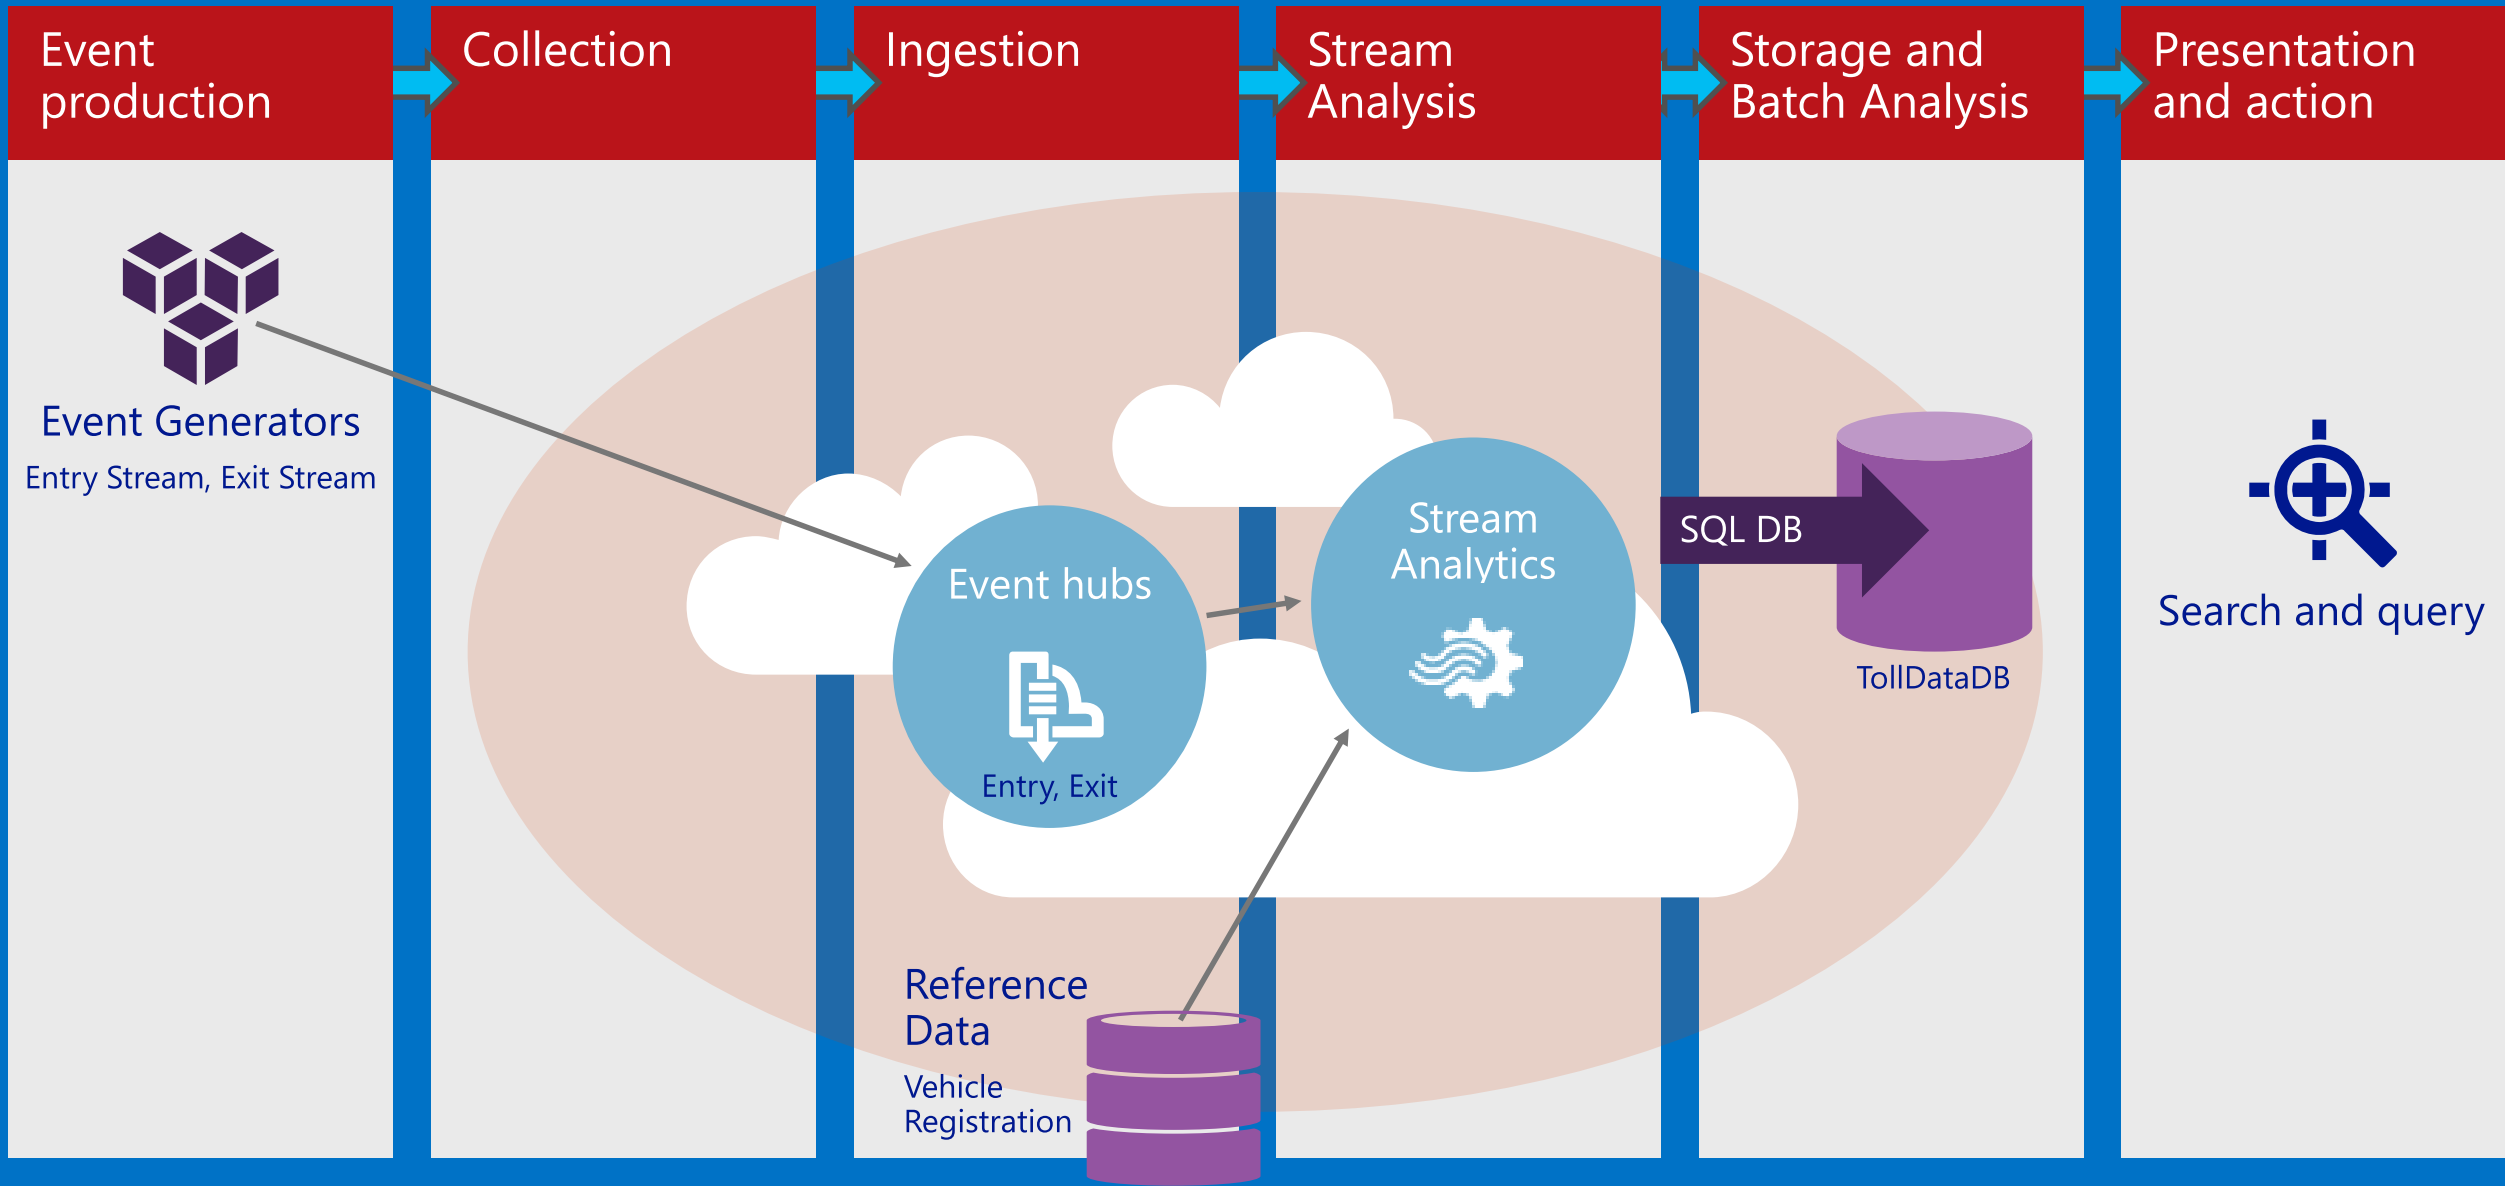 Event
production
Collection
Ingestion
Stream
Analysis
Storage and
Batch Analysis
Presentation
and action
Event Generators
Entry Stream, Exit Stream
Event hubs
Entry, Exit
Stream
Analytics
SQL DB
TollDataDB
Search and query
Reference
Data
Vehicle
Registration